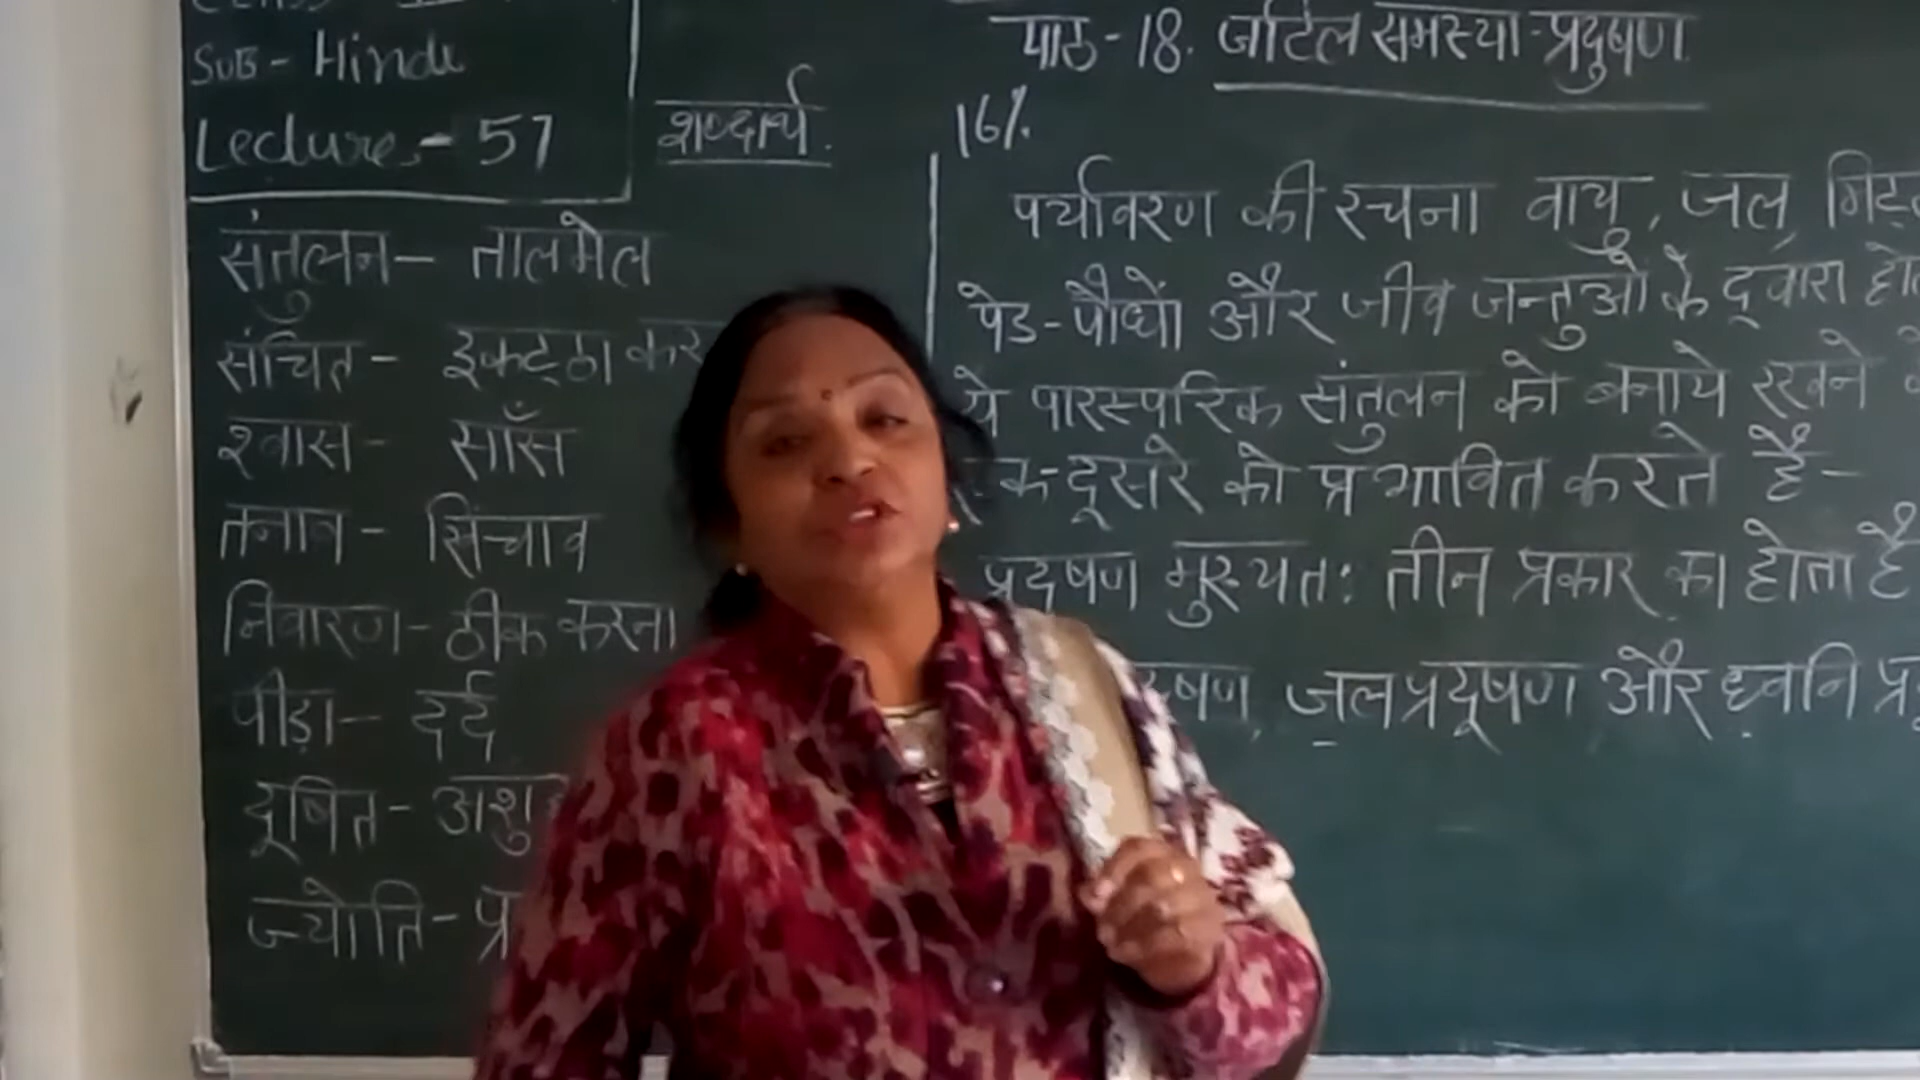 Sub - Hindi
Lecture - 57
शब्दार्थ.
संतुलन - तालमेल
संचित - इकट्ठा कर
श्वास - साँस
तनाव - खिंचाव
निवारण - ठीक करना
पीड़ा - दर्द
दूषित -
ज्योति -
पाठ-18. जटिल समस्या-प्रदूषण
पर्यावरण की रचना वायु, जल,
पेड-पौधों और जीव जन्तुओं के द्वारा
ये पारस्परिक संतुलन को बनाये रखने
एक-दूसरे को प्रभावित करते हैं-
प्रदूषण मुख्यत: तीन प्रकार का होता है
जलप्रदूषण और ध्वनि